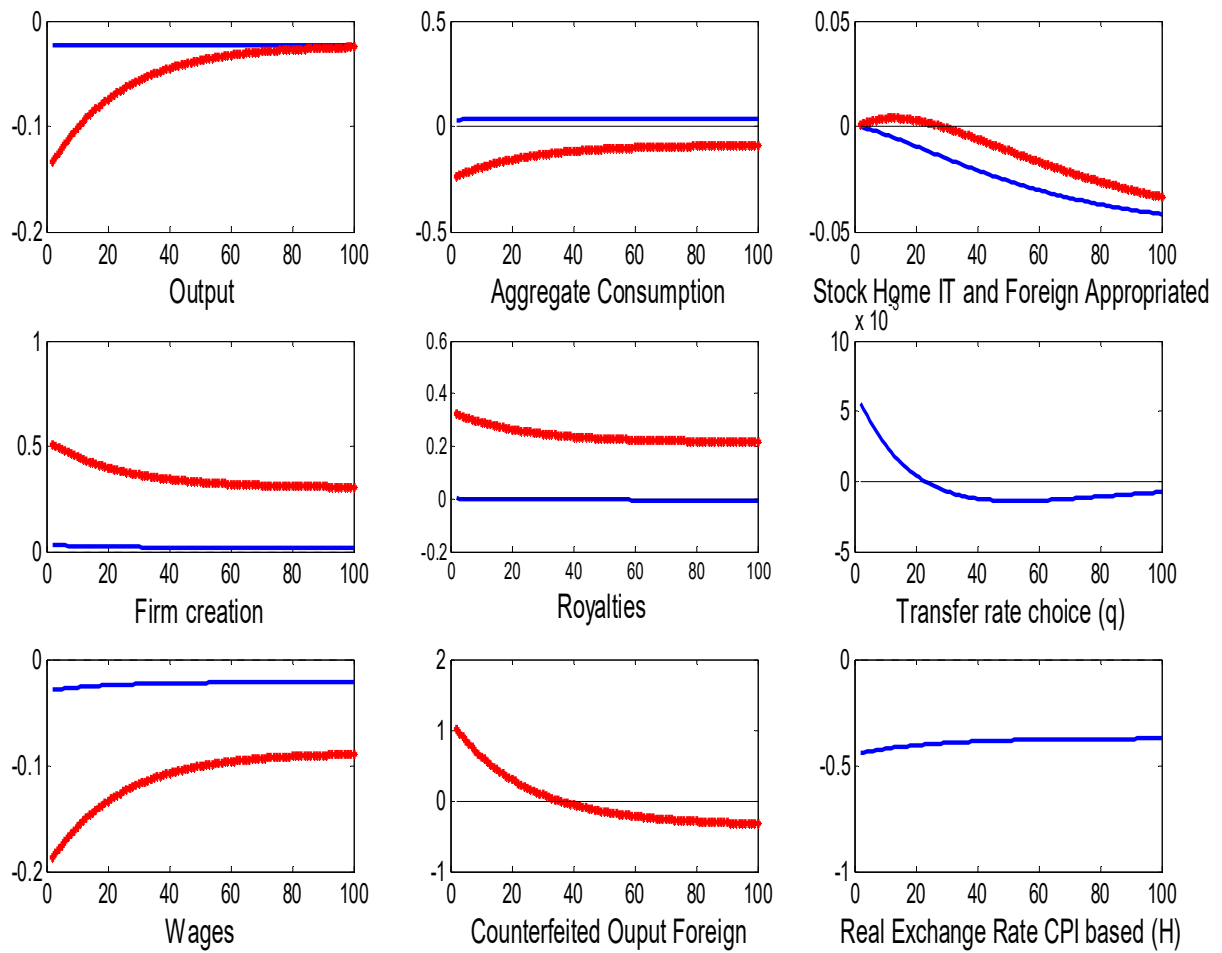 0 0.5 0.05
-0.1 0 0
-0.2 -0.5 -0.05
0 20 40 60 80 100 0 20 40 60 80 100 0 20 40 60 80 100
Output Aggregate Consumption Stock Home IT and Foreign Appropriated
x 10^-3
1 0.6 10
0.4
0.5 0.2 5
0 0
0 -0.2 -5
0 20 40 60 80 100 0 20 40 60 80 100 0 20 40 60 80 100
Firm creation Royalties Transfer rate choice (q)
0 2 0
1
-0.1 0 -0.5
-0.2 -1 -1
0 20 40 60 80 100 0 20 40 60 80 100 0 20 40 60 80 100
Wages Counterfeited Ouput Foreign Real Exchange Rate CPI based (H)